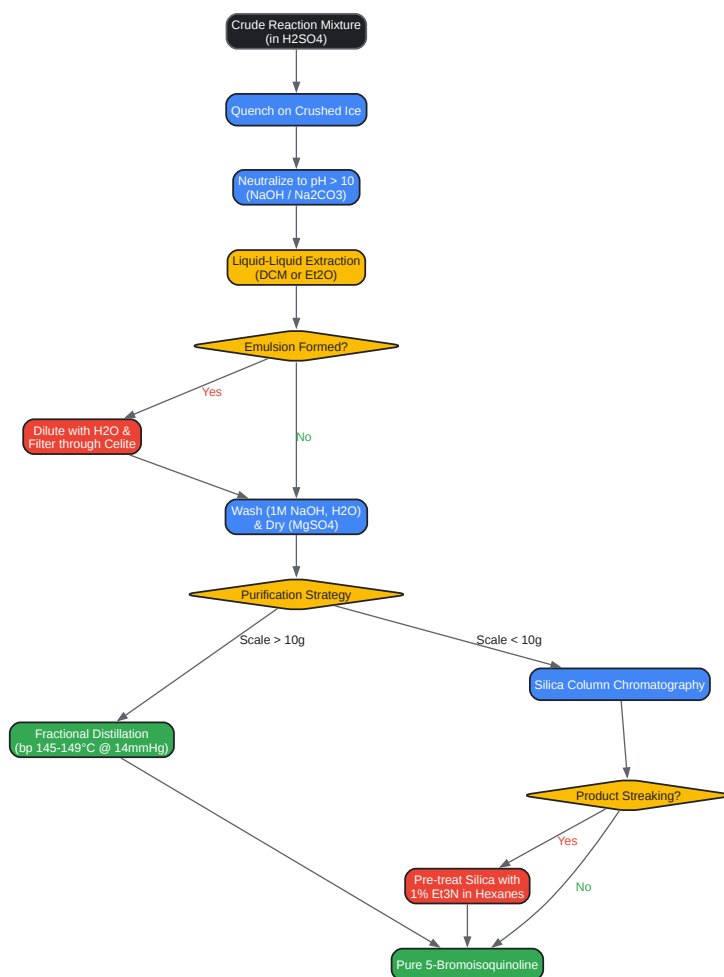 Crude Reaction Mixture
(in H2SO4)
Quench on Crushed Ice
Neutralize to pH > 10
(NaOH / Na2CO3)
Liquid-Liquid Extraction
(DCM or Et2O)
Emulsion Formed?
Yes
Dilute with H2O &
Filter through Celite
No
Wash (1M NaOH, H2O)
& Dry (MgSO4)
Purification Strategy
Scale > 10g
Scale < 10g
Silica Column Chromatography
Fractional Distillation
(bp 145-149°C @ 14mmHg)
Product Streaking?
Yes
Pre-treat Silica with
1% Et3N in Hexanes
No
Pure 5-Bromoisoquinoline